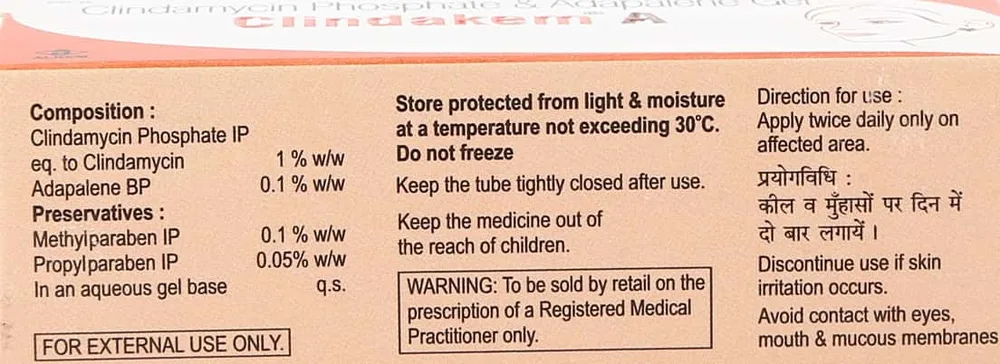 Clindamycin Phosphate & Adapalene Gel
Clindakem A
Composition :
Clindamycin Phosphate IP
eq. to Clindamycin 1 % w/w
Adapalene BP 0.1 % w/w
Preservatives :
Methylparaben IP 0.1 % w/w
Propylparaben IP 0.05% w/w
In an aqueous gel base q.s.
FOR EXTERNAL USE ONLY.
Store protected from light & moisture
at a temperature not exceeding 30°C.
Do not freeze
Keep the tube tightly closed after use.
Keep the medicine out of
the reach of children.
WARNING: To be sold by retail on the
prescription of a Registered Medical
Practitioner only.
Direction for use :
Apply twice daily only on
affected area.
प्रयोगविधि :
कील व मुँहासों पर दिन में
दो बार लगायें ।
Discontinue use if skin
irritation occurs.
Avoid contact with eyes,
mouth & mucous membranes